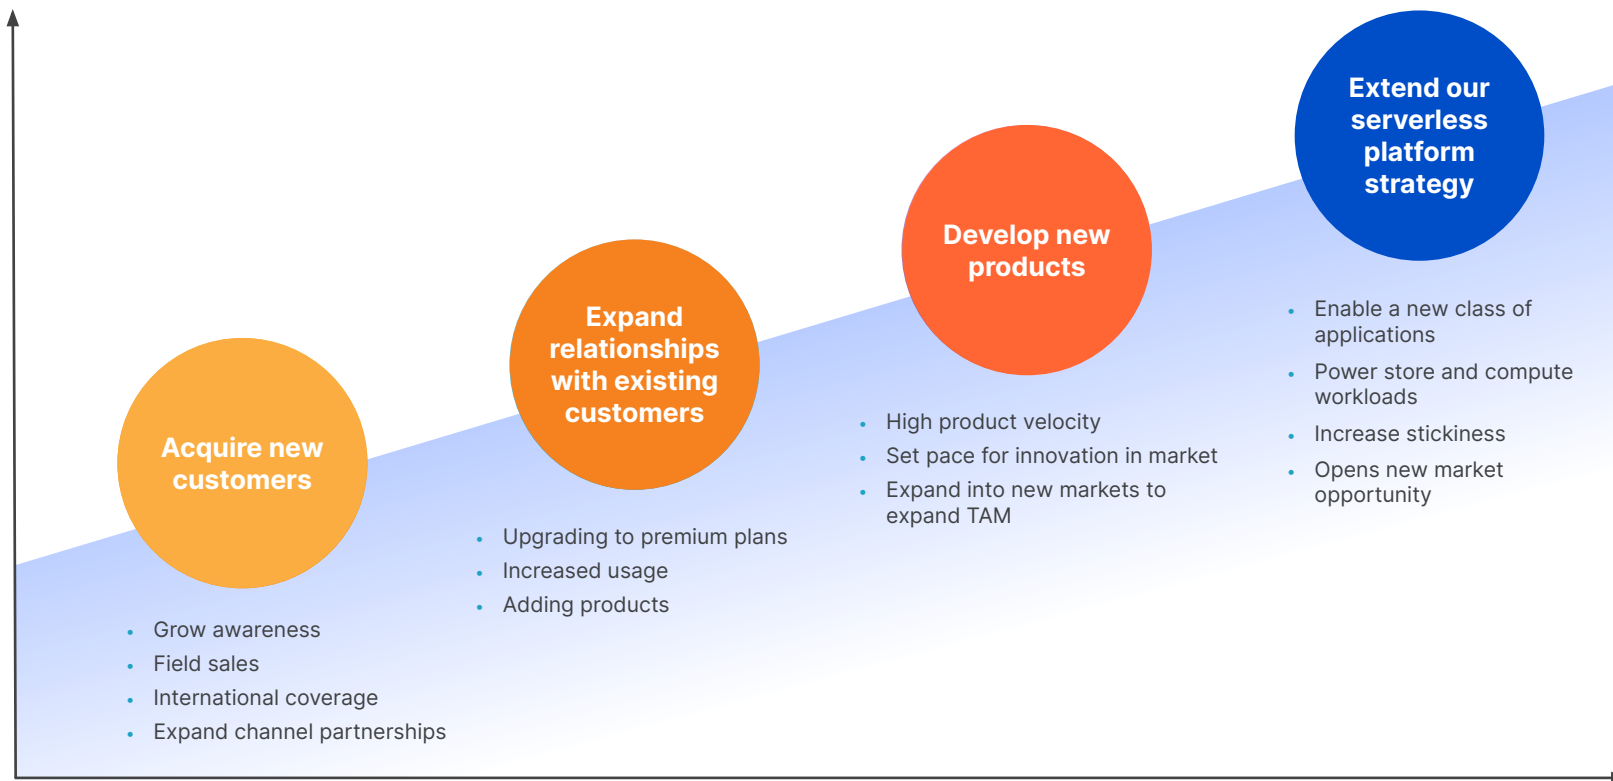 Acquire new
customers
• Grow awareness
• Field sales
• International coverage
• Expand channel partnerships
Expand
relationships
with existing
customers
• Upgrading to premium plans
• Increased usage
• Adding products
Develop new
products
• High product velocity
• Set pace for innovation in market
• Expand into new markets to
expand TAM
Extend our
serverless
platform
strategy
• Enable a new class of
applications
• Power store and compute
workloads
• Increase stickiness
• Opens new market
opportunity